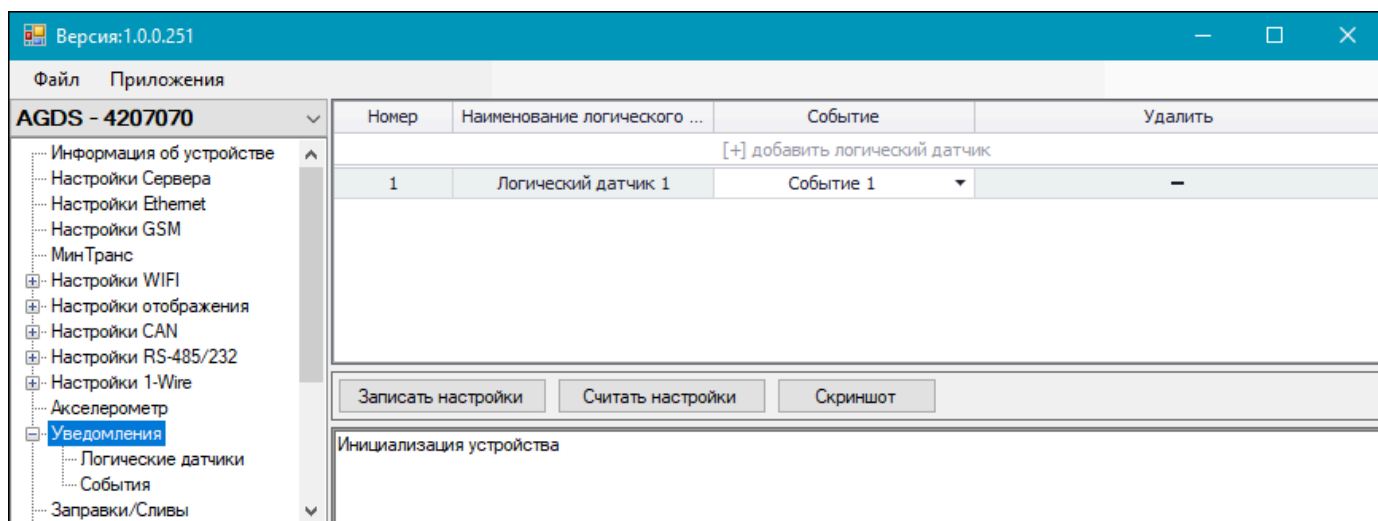 Версия:1.0.0.251
Файл Приложения
AGDS - 4207070
Информация об устройстве
Настройки Сервера
Настройки Ethernet
Настройки GSM
МинТранс
Настройки WIFI
Настройки отображения
Настройки CAN
Настройки RS-485/232
Настройки 1-Wire
Акселерометр
Уведомления
Логические датчики
События
Заправки/Сливы
Номер Наименование логического ... Событие Удалить
[+] добавить логический датчик
1 Логический датчик 1 Событие 1 –
Записать настройки Считать настройки Скриншот
Инициализация устройства